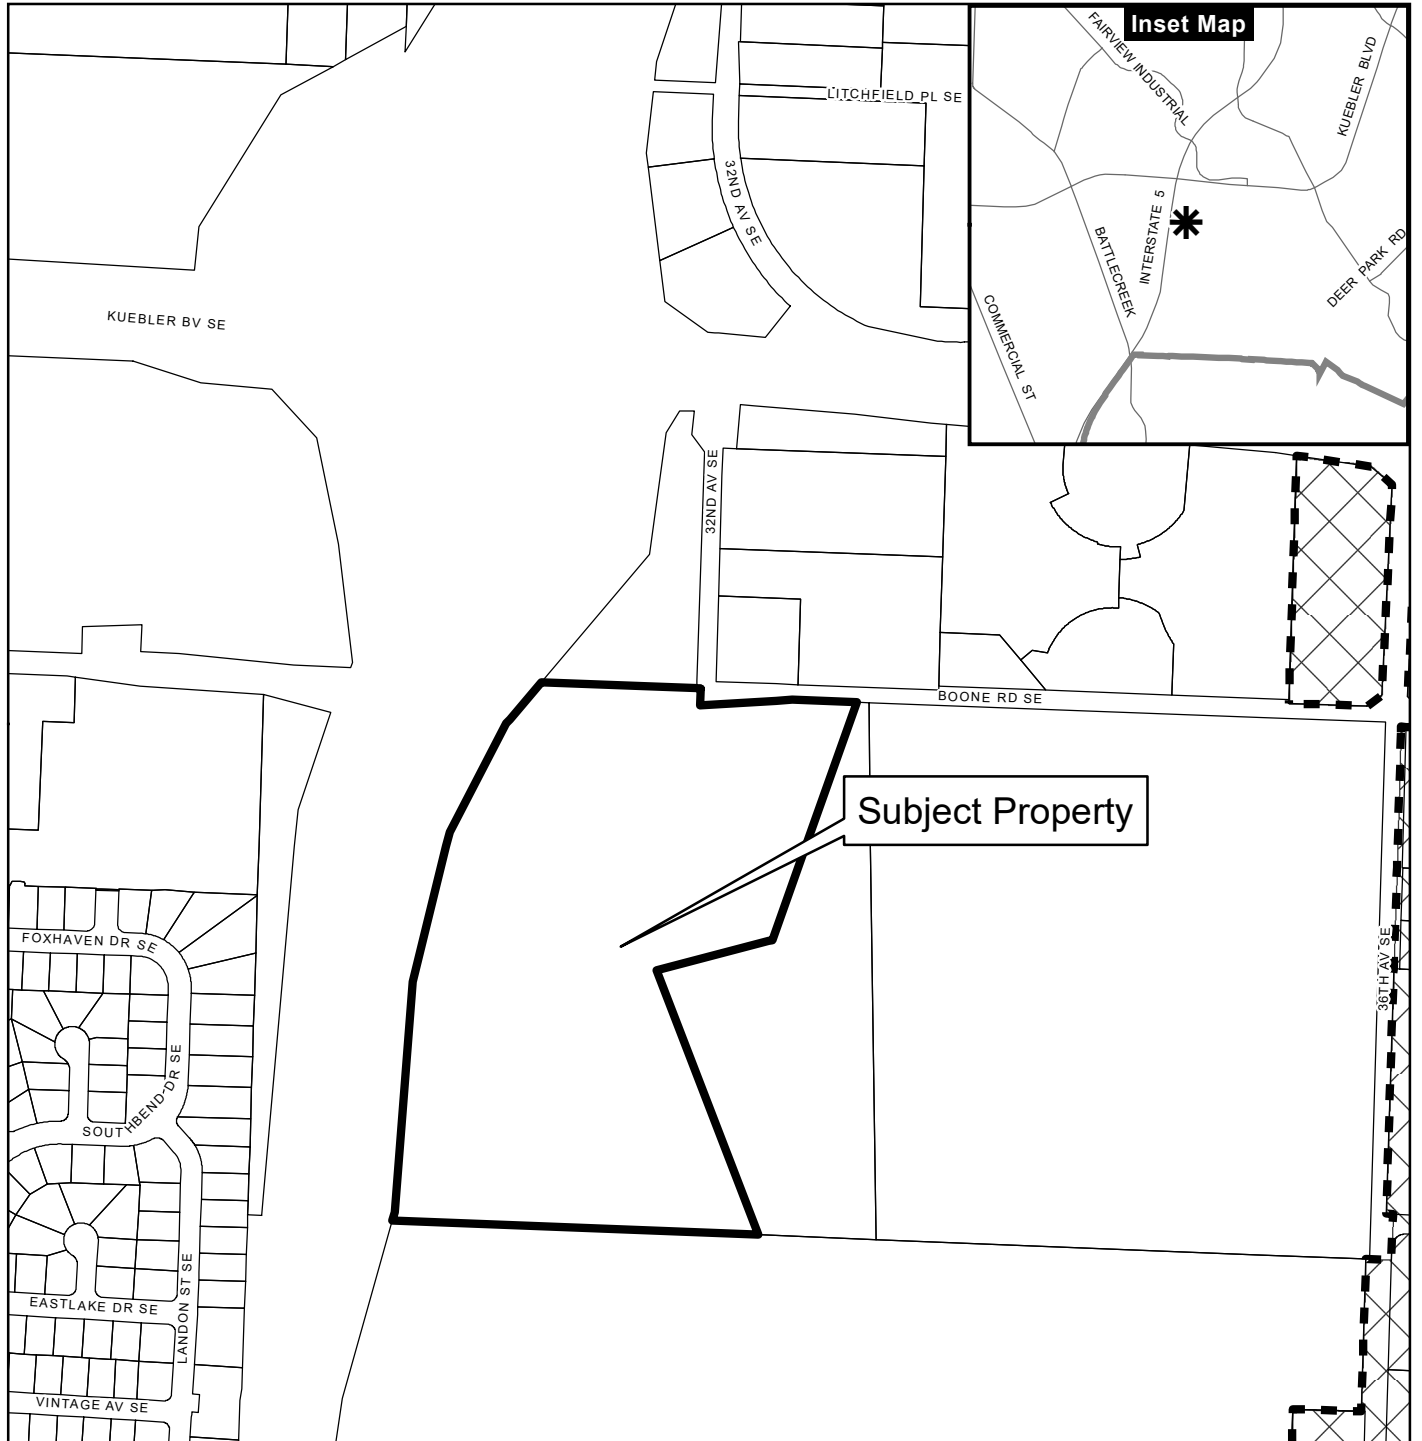 Inset Map
FAIRVIEW INDUSTRIAL
KUEBLER BLVD
INTERSTATE 5
BATTLECREEK
COMMERCIAL ST
DEER PARK RD
LITCHFIELD PL SE
32ND AV SE
KUEBLER BV SE
32ND AV SE
BOONE RD SE
Subject Property
36TH AV SE
FOXHAVEN DR SE
SOUTHBEND DR SE
LANDON ST SE
EASTLAKE DR SE
VINTAGE AV SE